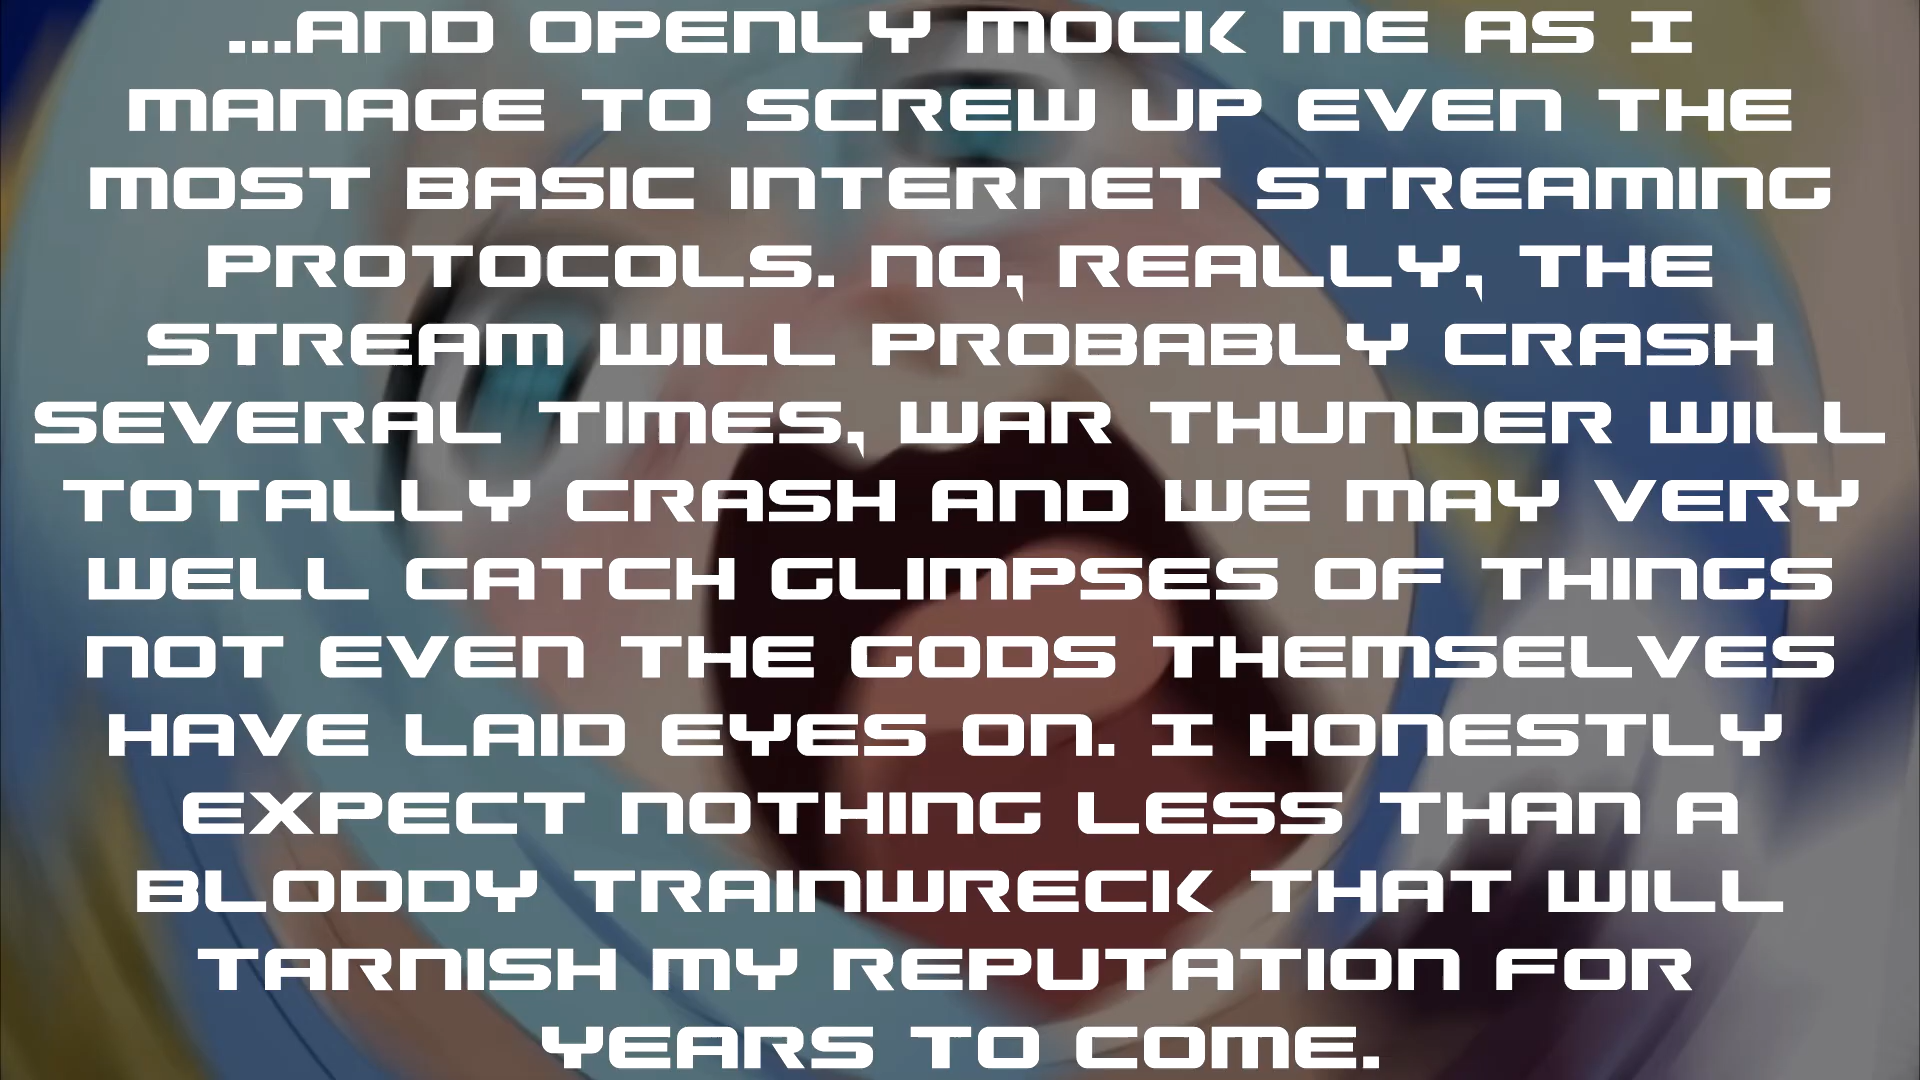 ...AND OPENLY MOCK ME AS I
MANAGE TO SCREW UP EVEN THE
MOST BASIC INTERNET STREAMING
PROTOCOLS. NO, REALLY, THE
STREAM WILL PROBABLY CRASH
SEVERAL TIMES, WAR THUNDER WILL
TOTALLY CRASH AND WE MAY VERY
WELL CATCH GLIMPSES OF THINGS
NOT EVEN THE GODS THEMSELVES
HAVE LAID EYES ON. I HONESTLY
EXPECT NOTHING LESS THAN A
BLODDY TRAINWRECK THAT WILL
TARNISH MY REPUTATION FOR
YEARS TO COME.